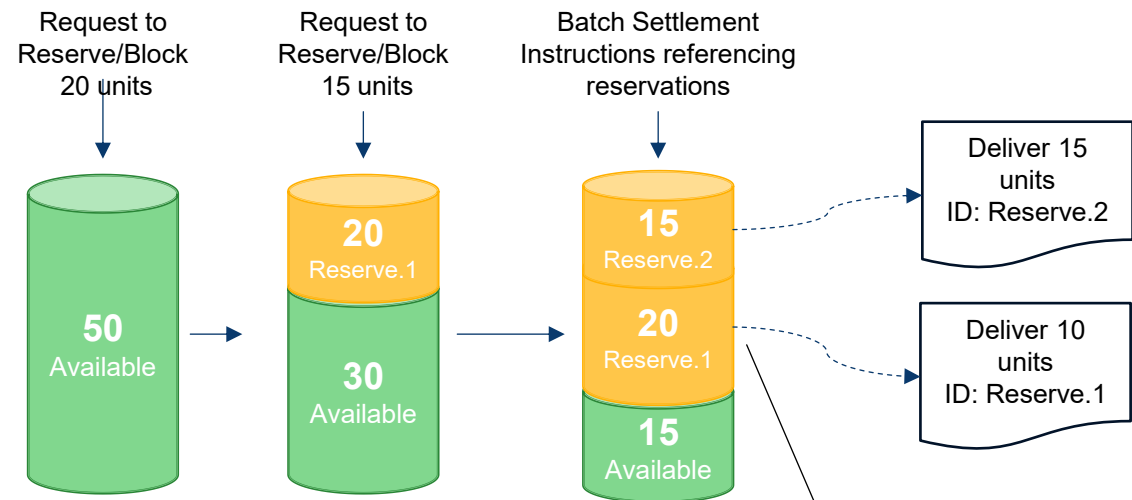 Request to
Reserve/Block
20 units
Request to
Reserve/Block
15 units
Batch Settlement
Instructions referencing
reservations
50
Available
20
Reserve.1
30
Available
15
Reserve.2
20
Reserve.1
15
Available
Deliver 15
units
ID: Reserve.2
Deliver 10
units
ID: Reserve.1